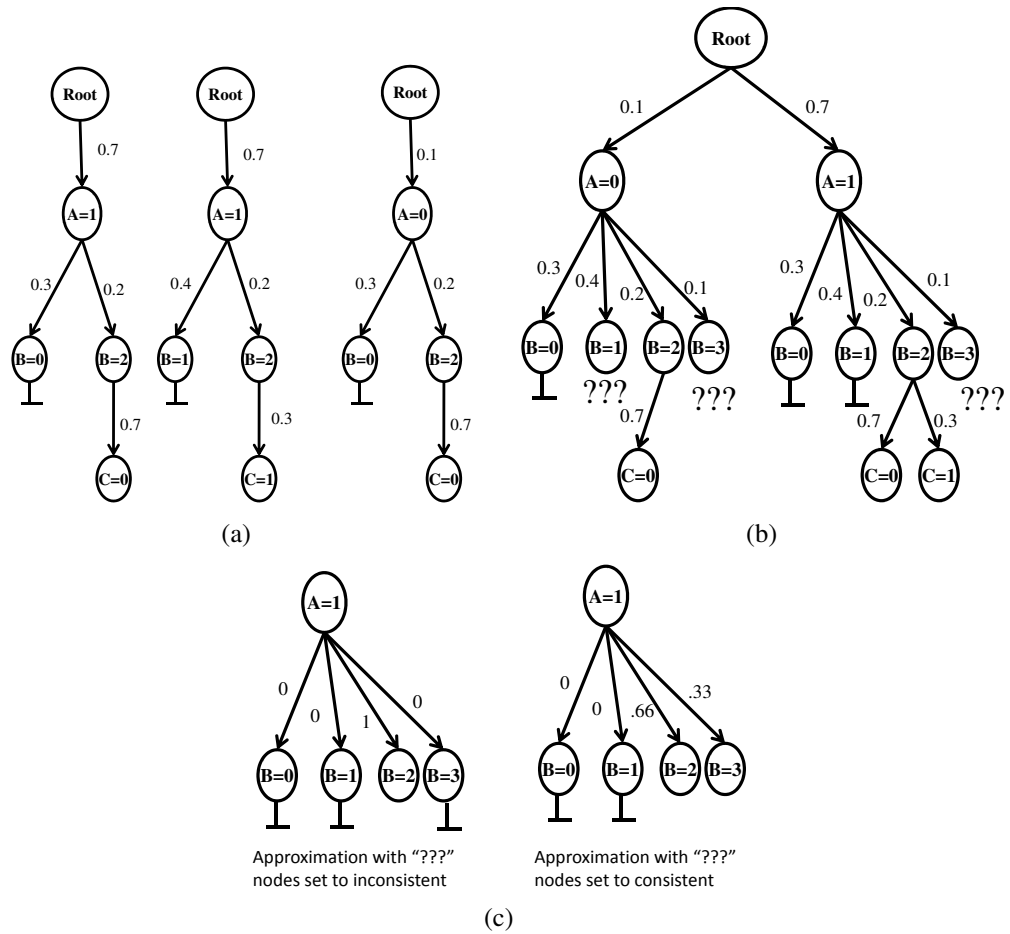 Root
Root
Root
0.7
0.7
0.1
A=1
A=1
A=0
0.3
0.2
0.4
0.2
0.3
0.2
B=0
B=2
B=1
B=2
B=0
B=2
0.7
0.3
0.7
C=0
C=1
C=0
(a)
Root
0.1
0.7
A=0
A=1
0.3
0.4
0.2
0.1
0.3
0.4
0.2
0.1
B=0
B=1
B=2
B=3
B=0
B=1
B=2
B=3
???
???
???
0.7
0.7
0.3
C=0
C=0
C=1
(b)
A=1
0
0
1
0
B=0
B=1
B=2
B=3
Approximation with “???”
nodes set to inconsistent
A=1
0
0
.66
.33
B=0
B=1
B=2
B=3
Approximation with “???”
nodes set to consistent
(c)